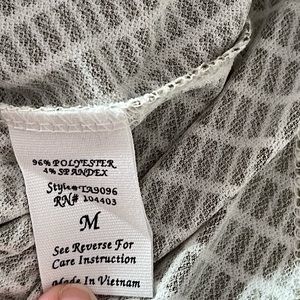 96% POLYESTER
4% SPANDEX
Style#TA9096
RN# 104403
M
See Reverse For
Care Instruction
Made In Vietnam